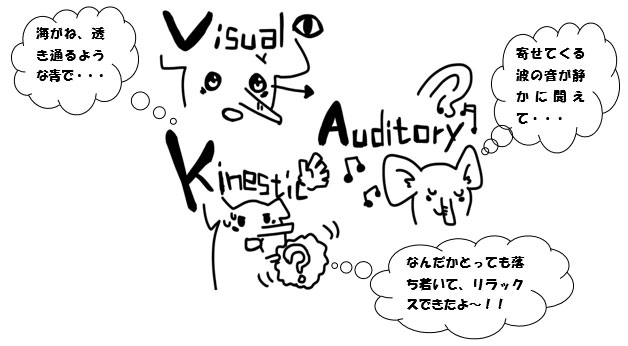 Visual
海がね、透
き通るよう
な青で・・・
寄せてくる
波の音が静
かに聞え
て・・・
Auditory
Kinestic
?
なんだかとっても落
ち着いて、リラック
スできたよ～！！